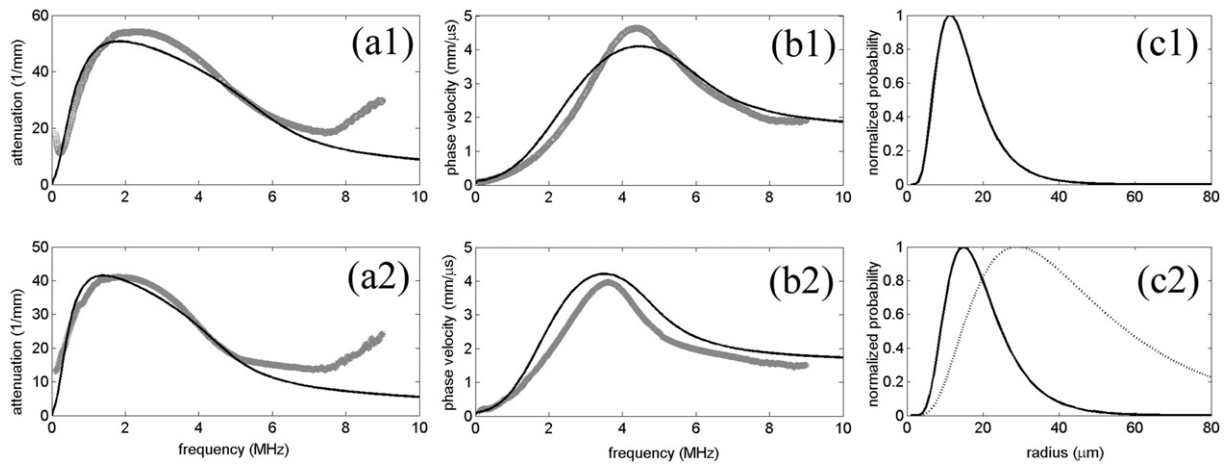 60
40
20
0
0 2 4 6 8 10
attenuation (1/mm)
(a1)
5
4
3
2
1
0
0 2 4 6 8 10
phase velocity (mm/μs)
(b1)
1
0.8
0.6
0.4
0.2
0
0 20 40 60 80
normalized probability
(c1)
50
40
30
20
10
0
0 2 4 6 8 10
attenuation (1/mm)
frequency (MHz)
(a2)
5
4
3
2
1
0
0 2 4 6 8 10
phase velocity (mm/μs)
frequency (MHz)
(b2)
1
0.8
0.6
0.4
0.2
0
0 20 40 60 80
normalized probability
radius (μm)
(c2)